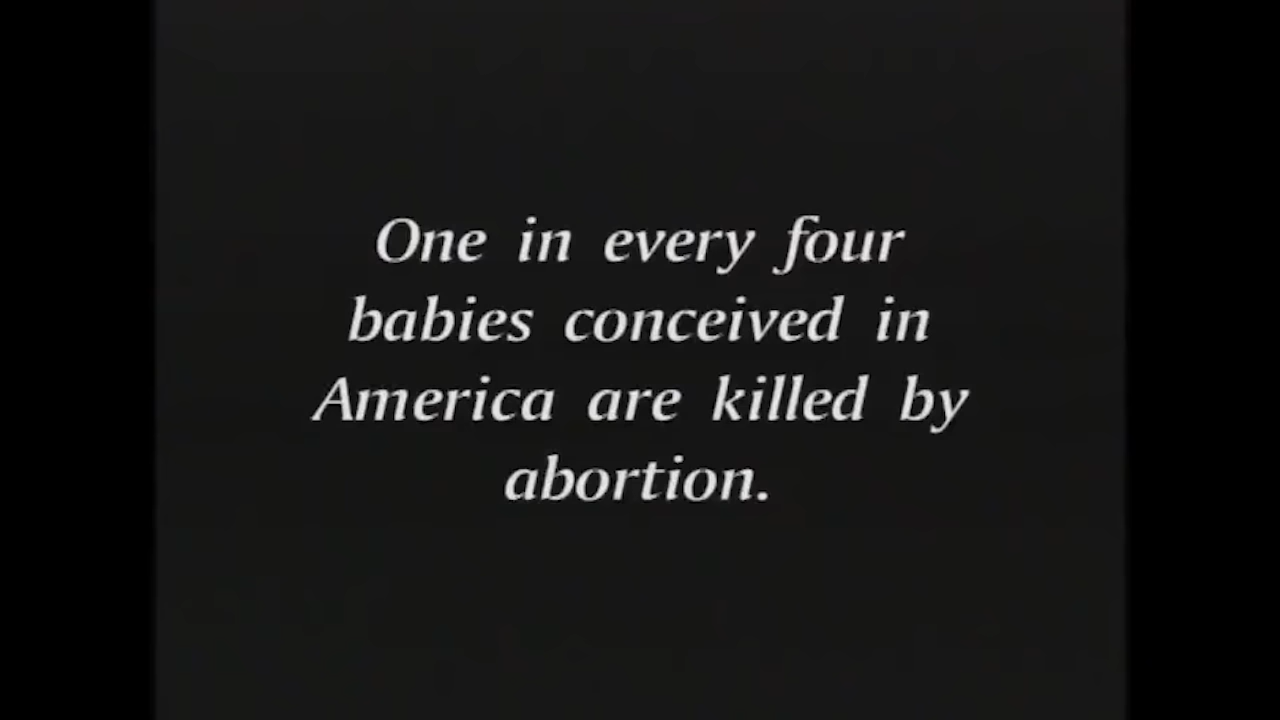 One in every four
babies conceived in
America are killed by
abortion.